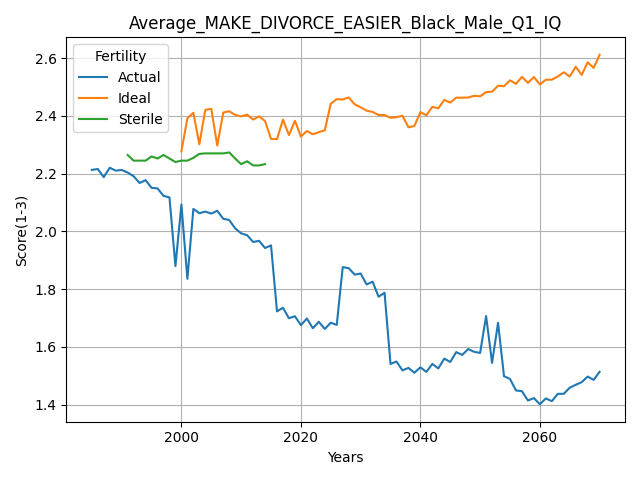 Average_MAKE_DIVORCE_EASIER_Black_Male_Q1_IQ
Fertility
Actual
Ideal
Sterile
Score(1-3)
2.6
2.4
2.2
2.0
1.8
1.6
1.4
2000 2020 2040 2060
Years